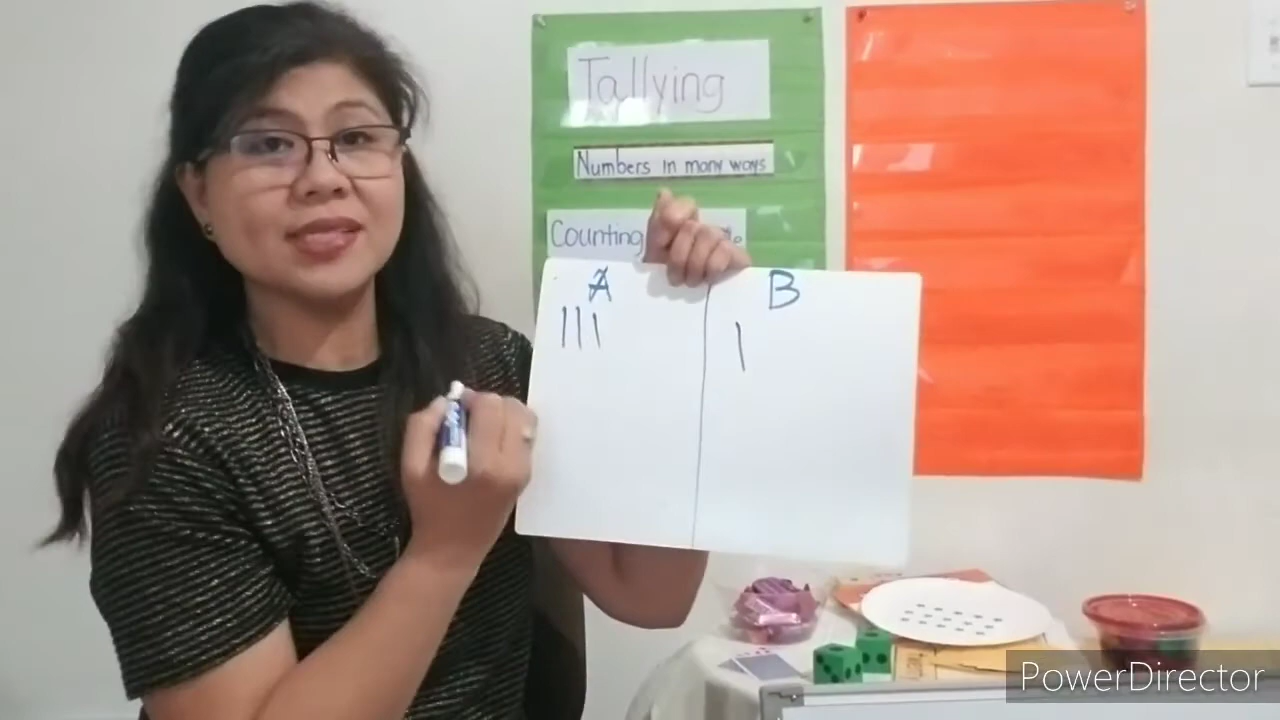 Tallying
Numbers in many ways
Counting
A B
PowerDirector